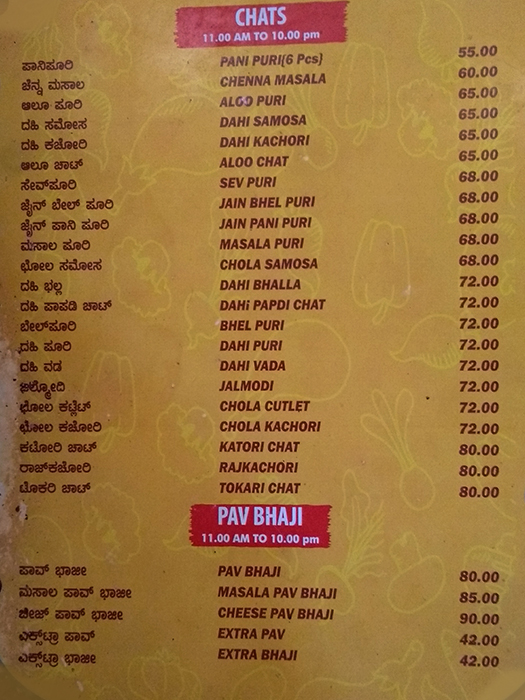 CHATS
11.00 AM TO 10.00 pm
ಪಾನಿಪೂರಿ PANI PURI(6 Pcs) 55.00
ಚೆನ್ನ ಮಸಾಲ CHENNA MASALA 60.00
ಆಲೂ ಪೂರಿ ALOO PURI 65.00
ದಹಿ ಸಮೋಸ DAHI SAMOSA 65.00
ದಹಿ ಕಚೋರಿ DAHI KACHORI 65.00
ಆಲೂ ಚಾಟ್ ALOO CHAT 65.00
ಸೇವ್‌ಪೂರಿ SEV PURI 68.00
ಜೈನ್ ಬೇಲ್ ಪೂರಿ JAIN BHEL PURI 68.00
ಜೈನ್ ಪಾನಿ ಪೂರಿ JAIN PANI PURI 68.00
ಮಸಾಲ ಪೂರಿ MASALA PURI 68.00
ಛೋಲ ಸಮೋಸ CHOLA SAMOSA 68.00
ದಹಿ ಭಲ್ಲ DAHI BHALLA 72.00
ದಹಿ ಪಾಪಡಿ ಚಾಟ್ DAHi PAPDI CHAT 72.00
ಬೇಲ್‌ಪೂರಿ BHEL PURI 72.00
ದಹಿ ಪೂರಿ DAHI PURI 72.00
ದಹಿ ವಡ DAHI VADA 72.00
JALMODI 72.00
ಛೋಲ ಕಟ್ಲೆಟ್ CHOLA CUTLET 72.00
ಛೋಲ ಕಚೋರಿ CHOLA KACHORI 72.00
ಕಟೋರಿ ಚಾಟ್ KATORI CHAT 80.00
ರಾಜ್‌ಕಚೋರಿ RAJKACHORI 80.00
ಟೊಕರಿ ಚಾಟ್ TOKARI CHAT 80.00
PAV BHAJI
11.00 AM TO 10.00 pm
ಪಾವ್ ಭಾಜೀ PAV BHAJI 80.00
ಮಸಾಲ ಪಾವ್ ಭಾಜೀ MASALA PAV BHAJI 85.00
ಚೀಜ್ ಪಾವ್ ಭಾಜೀ CHEESE PAV BHAJI 90.00
ಎಕ್ಸ್‌ಟ್ರಾ ಪಾವ್ EXTRA PAV 42.00
ಎಕ್ಸ್‌ಟ್ರಾ ಭಾಜೀ EXTRA BHAJI 42.00